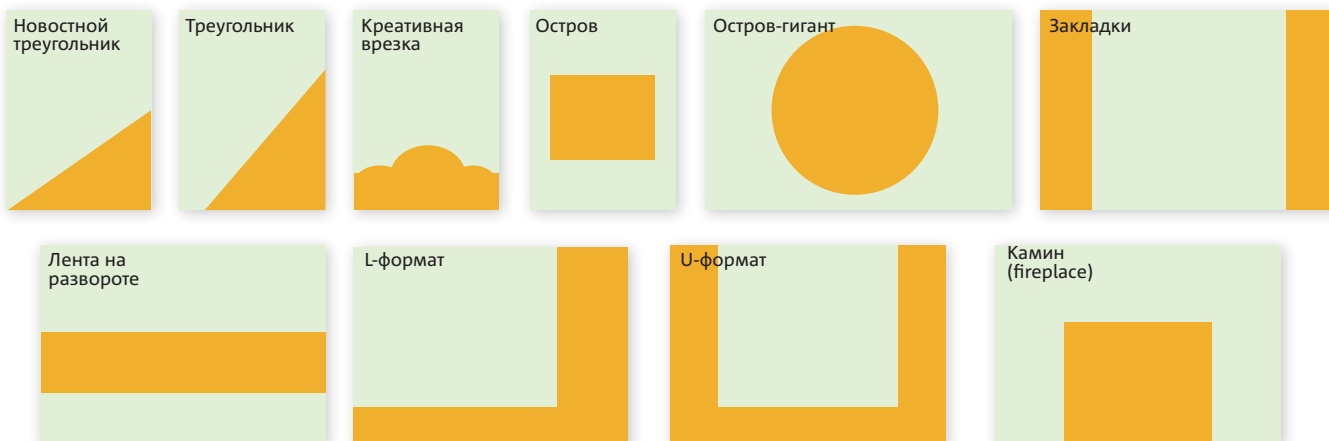 Новостной
треугольник
Треугольник
Креативная
врезка
Остров
Остров-гигант
Закладки
Лента на
развороте
L-формат
U-формат
Камин
(fireplace)